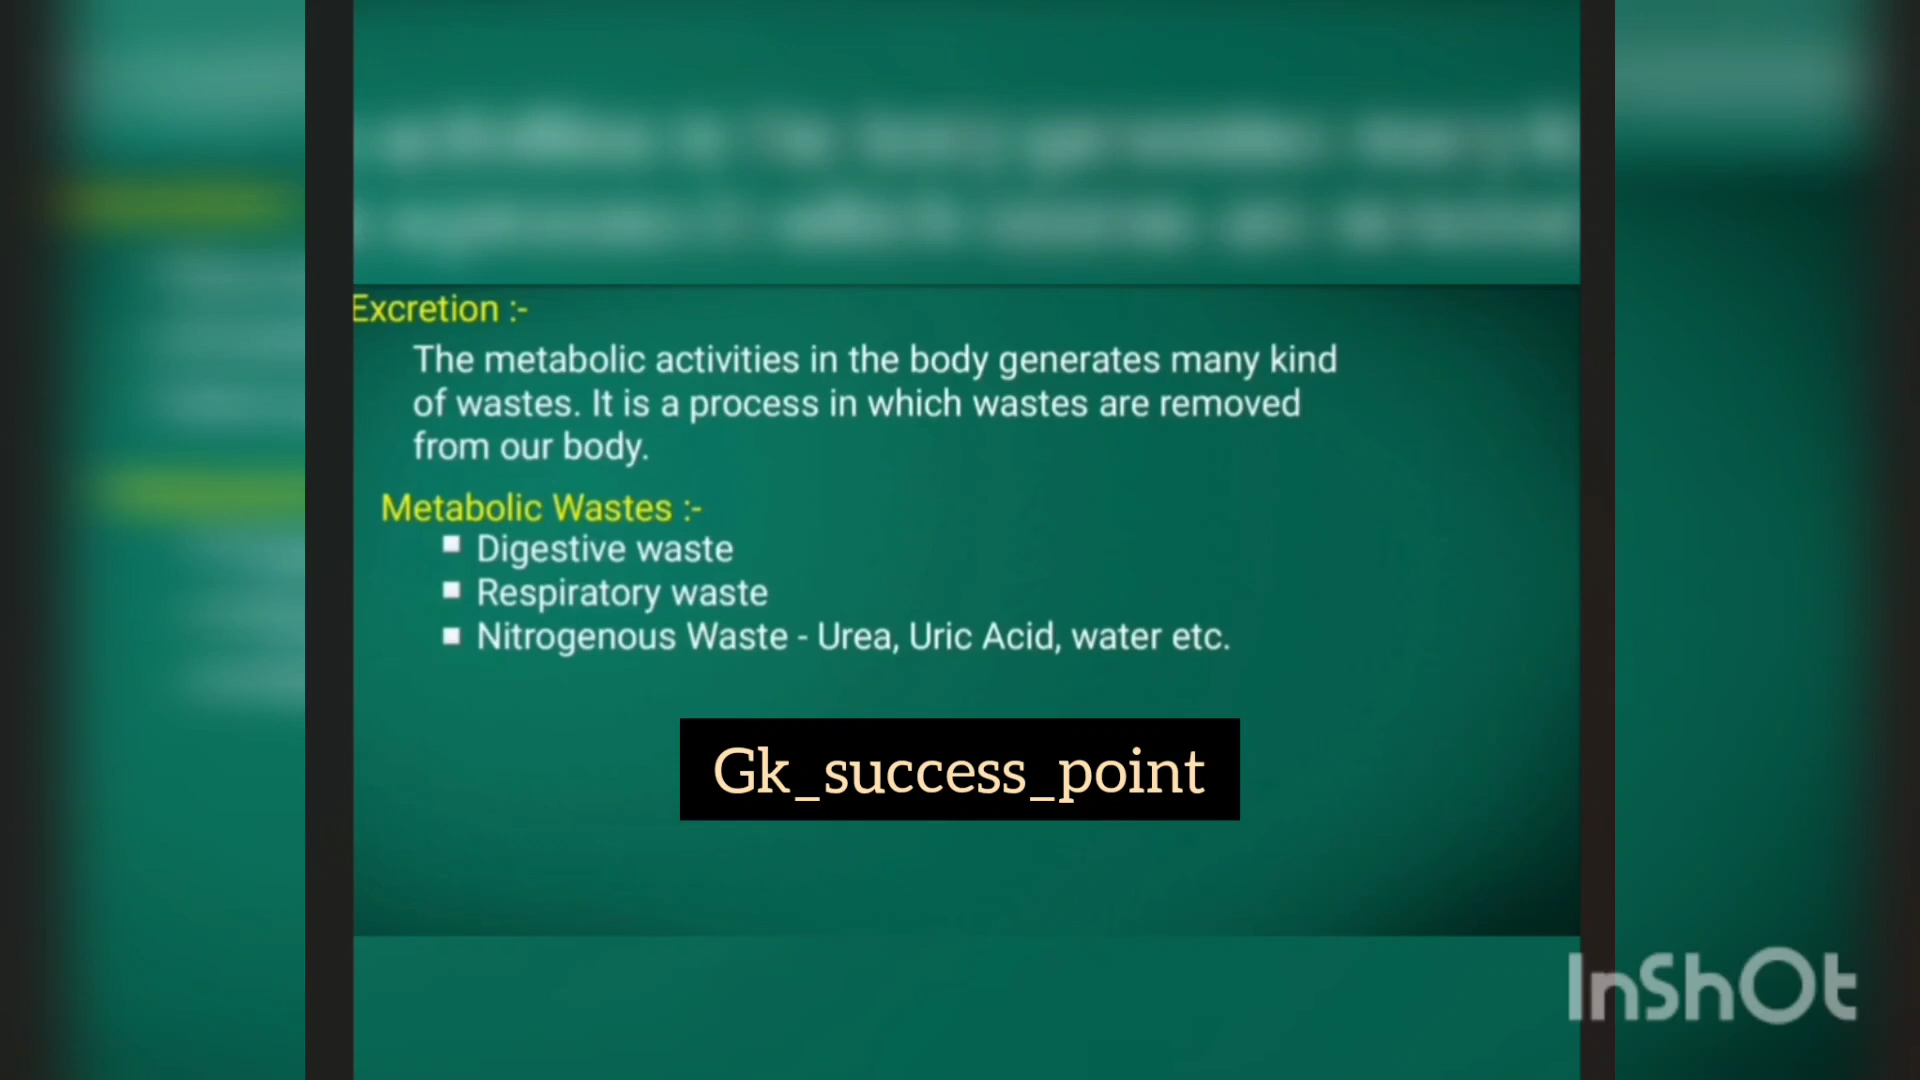 Excretion :-
The metabolic activities in the body generates many kind
of wastes. It is a process in which wastes are removed
from our body.
Metabolic Wastes :-
▪ Digestive waste
▪ Respiratory waste
▪ Nitrogenous Waste - Urea, Uric Acid, water etc.
Gk_success_point
InShOt